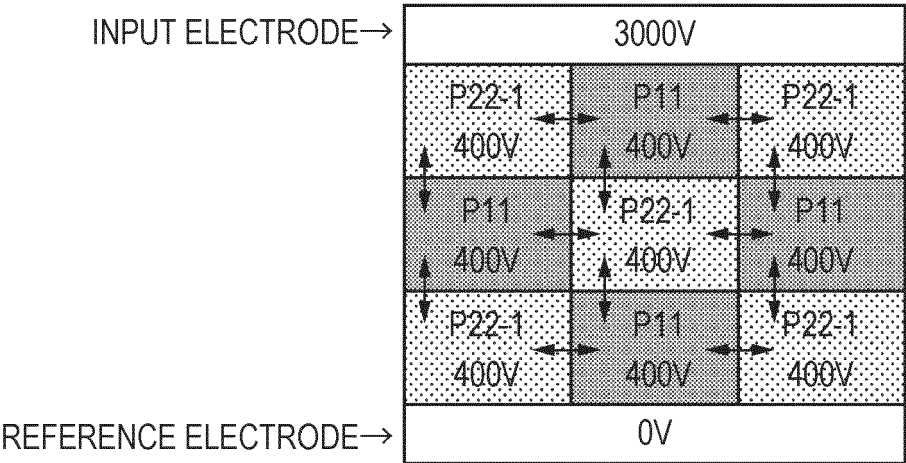 INPUT ELECTRODE→ 3000V
P22-1 P11 P22-1
400V 400V 400V
P11 P22-1 P11
400V 400V 400V
P22-1 P11 P22-1
400V 400V 400V
REFERENCE ELECTRODE→ 0V